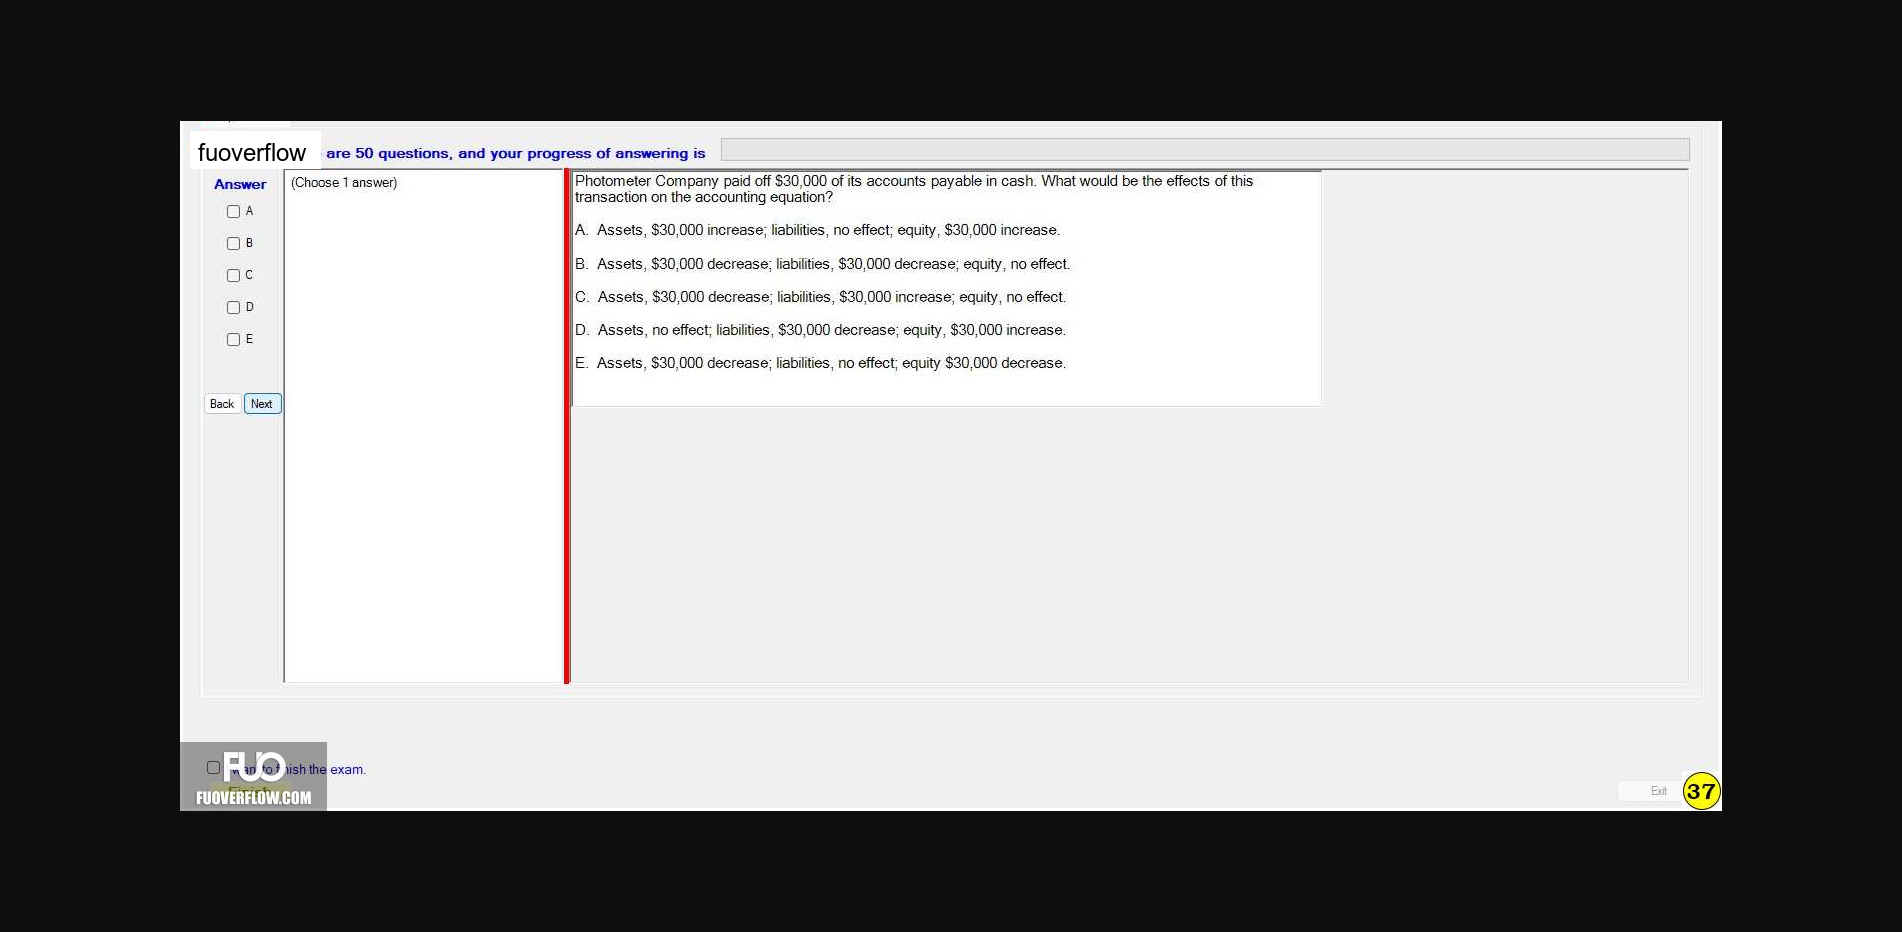 fuoverflow are 50 questions, and your progress of answering is
Answer
(Choose 1 answer)
A
B
C
D
E
Back Next
Photometer Company paid off $30,000 of its accounts payable in cash. What would be the effects of this
transaction on the accounting equation?
A. Assets, $30,000 increase; liabilities, no effect; equity, $30,000 increase.
B. Assets, $30,000 decrease; liabilities, $30,000 decrease; equity, no effect.
C. Assets, $30,000 decrease; liabilities, $30,000 increase; equity, no effect.
D. Assets, no effect; liabilities, $30,000 decrease; equity, $30,000 increase.
E. Assets, $30,000 decrease; liabilities, no effect; equity $30,000 decrease.
FUO
want to finish the exam.
Finish
FUOVERFLOW.COM
Exit
37